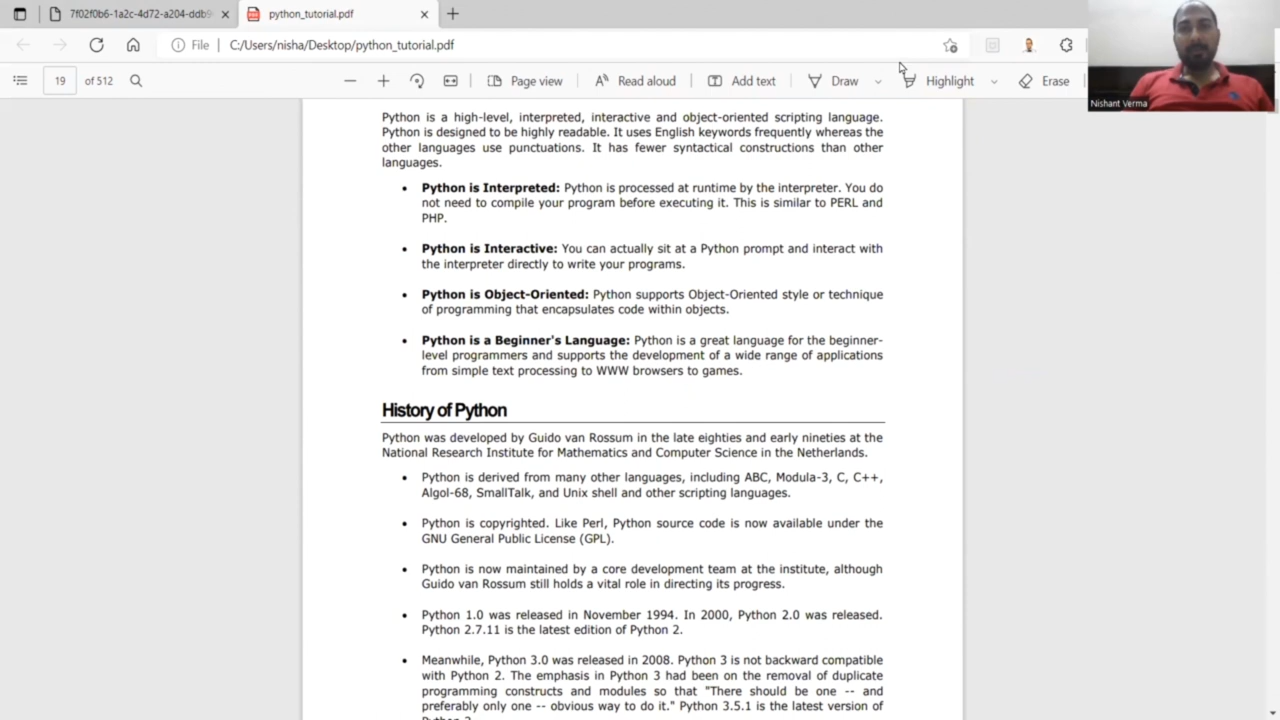 7f02f0b6-1a2c-4d72-a204-ddb9
python_tutorial.pdf
File
C:/Users/nisha/Desktop/python_tutorial.pdf
19 of 512
Page view
Read aloud
Add text
Draw
Highlight
Erase
Nishant Verma
Python is a high-level, interpreted, interactive and object-oriented scripting language.
Python is designed to be highly readable. It uses English keywords frequently whereas the
other languages use punctuations. It has fewer syntactical constructions than other
languages.
• Python is Interpreted: Python is processed at runtime by the interpreter. You do
not need to compile your program before executing it. This is similar to PERL and
PHP.
• Python is Interactive: You can actually sit at a Python prompt and interact with
the interpreter directly to write your programs.
• Python is Object-Oriented: Python supports Object-Oriented style or technique
of programming that encapsulates code within objects.
• Python is a Beginner's Language: Python is a great language for the beginner-
level programmers and supports the development of a wide range of applications
from simple text processing to WWW browsers to games.
History of Python
Python was developed by Guido van Rossum in the late eighties and early nineties at the
National Research Institute for Mathematics and Computer Science in the Netherlands.
• Python is derived from many other languages, including ABC, Modula-3, C, C++,
Algol-68, SmallTalk, and Unix shell and other scripting languages.
• Python is copyrighted. Like Perl, Python source code is now available under the
GNU General Public License (GPL).
• Python is now maintained by a core development team at the institute, although
Guido van Rossum still holds a vital role in directing its progress.
• Python 1.0 was released in November 1994. In 2000, Python 2.0 was released.
Python 2.7.11 is the latest edition of Python 2.
• Meanwhile, Python 3.0 was released in 2008. Python 3 is not backward compatible
with Python 2. The emphasis in Python 3 had been on the removal of duplicate
programming constructs and modules so that "There should be one -- and
preferably only one -- obvious way to do it." Python 3.5.1 is the latest version of